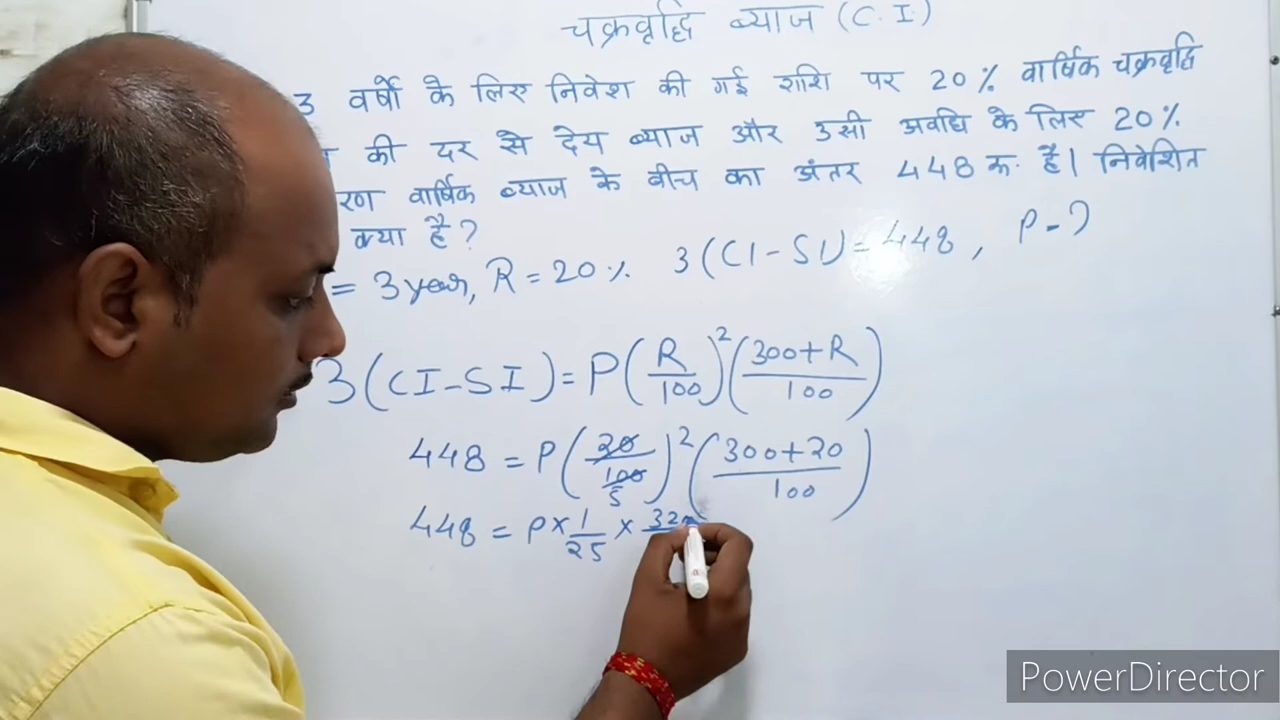 चक्रवृद्धि ब्याज (C.I)
3 वर्षो के लिए निवेश की गई राशि पर 20% वार्षिक चक्रवृद्धि
की दर से देय ब्याज और उसी अवधि के लिए 20%
रण वार्षिक ब्याज के बीच का अंतर 448 रू. है। निवेशित
क्या है?
= 3 year, R = 20% 3(CI-SI) = 448, P-?
3(CI-SI) = P(R/100)²(300+R/100)
448 = P(20/100 5)²(300+20/100)
448 = P×1/25×320
PowerDirector